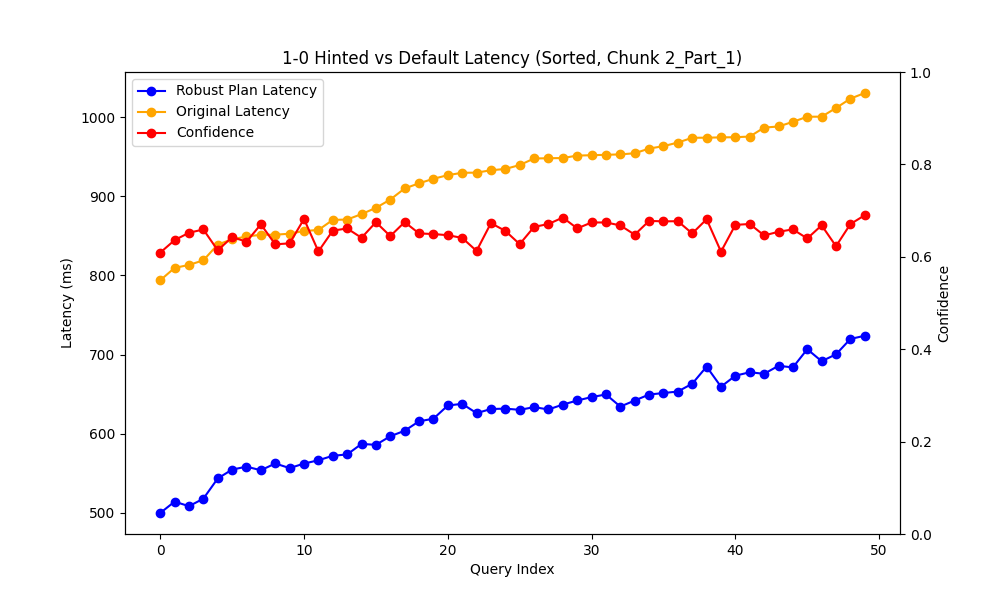 1-0 Hinted vs Default Latency (Sorted, Chunk 2_Part_1)
Robust Plan Latency
Original Latency
Confidence
1000
900
800
700
600
500
Latency (ms)
1.0
0.8
0.6
0.4
0.2
0.0
Confidence
0 10 20 30 40 50
Query Index